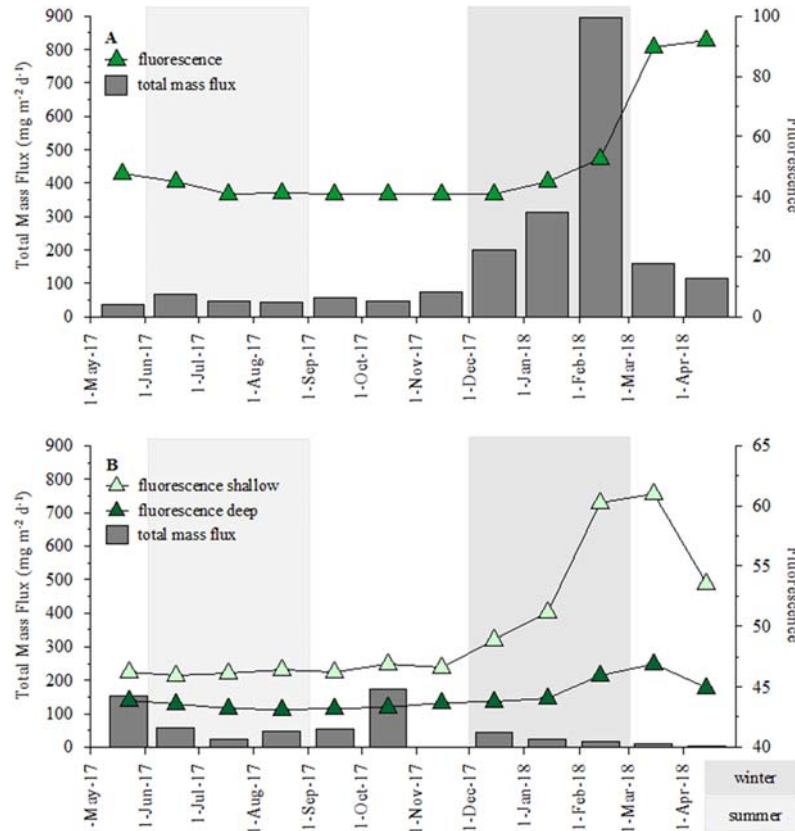 A
fluorescence
total mass flux
Total Mass Flux (mg m⁻² d⁻¹)
900
800
700
600
500
400
300
200
100
0
100
80
60
40
20
0
Fluorescence
1-May-17
1-Jun-17
1-Jul-17
1-Aug-17
1-Sep-17
1-Oct-17
1-Nov-17
1-Dec-17
1-Jan-18
1-Feb-18
1-Mar-18
1-Apr-18
B
fluorescence shallow
fluorescence deep
total mass flux
Total Mass Flux (mg m⁻² d⁻¹)
900
800
700
600
500
400
300
200
100
0
65
60
55
50
45
40
Fluorescence
-May-17
1-Jun-17
1-Jul-17
1-Aug-17
1-Sep-17
1-Oct-17
1-Nov-17
1-Dec-17
1-Jan-18
1-Feb-18
1-Mar-18
1-Apr-18
winter
summer